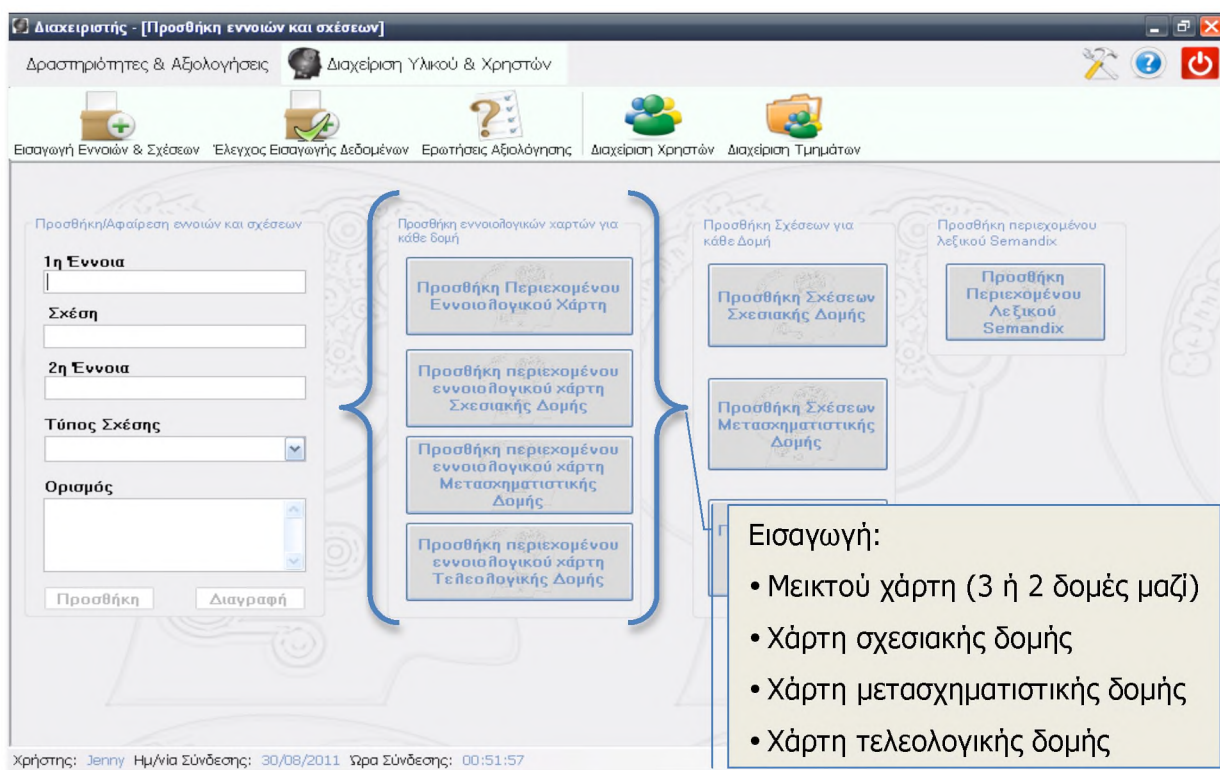 Διαχειριστής - [Προσθήκη εννοιών και σχέσεων]
Δραστηριότητες & Αξιολογήσεις
Διαχείριση Υλικού & Χρηστών
Εισαγωγή Εννοιών & Σχέσεων
Έλεγχος Εισαγωγής Δεδομένων
Ερωτήσεις Αξιολόγησης
Διαχείριση Χρηστών
Διαχείριση Τμημάτων
Προσθήκη/Αφαίρεση εννοιών και σχέσεων
1η Έννοια
Σχέση
2η Έννοια
Τύπος Σχέσης
Ορισμός
Προσθήκη
Διαγραφή
Προσθήκη εννοιολογικών χαρτών για
κάθε δομή
Προσθήκη Περιεχομένου
Εννοιολογικού Χάρτη
Προσθήκη περιεχομένου
εννοιολογικού χάρτη
Σχεσιακής Δομής
Προσθήκη περιεχομένου
εννοιολογικού χάρτη
Μετασχηματιστικής
Δομής
Προσθήκη περιεχομένου
εννοιολογικού χάρτη
Τελεολογικής Δομής
Προσθήκη Σχέσεων για
κάθε Δομή
Προσθήκη Σχέσεων
Σχεσιακής Δομής
Προσθήκη Σχέσεων
Μετασχηματιστικής
Δομής
Προσθήκη περιεχομένου
λεξικού Semandix
Προσθήκη
Περιεχομένου
Λεξικού
Semandix
Εισαγωγή:
• Μεικτού χάρτη (3 ή 2 δομές μαζί)
• Χάρτη σχεσιακής δομής
• Χάρτη μετασχηματιστικής δομής
• Χάρτη τελεολογικής δομής
Χρήστης: Jenny Ημ/νία Σύνδεσης: 30/08/2011 Ώρα Σύνδεσης: 00:51:57